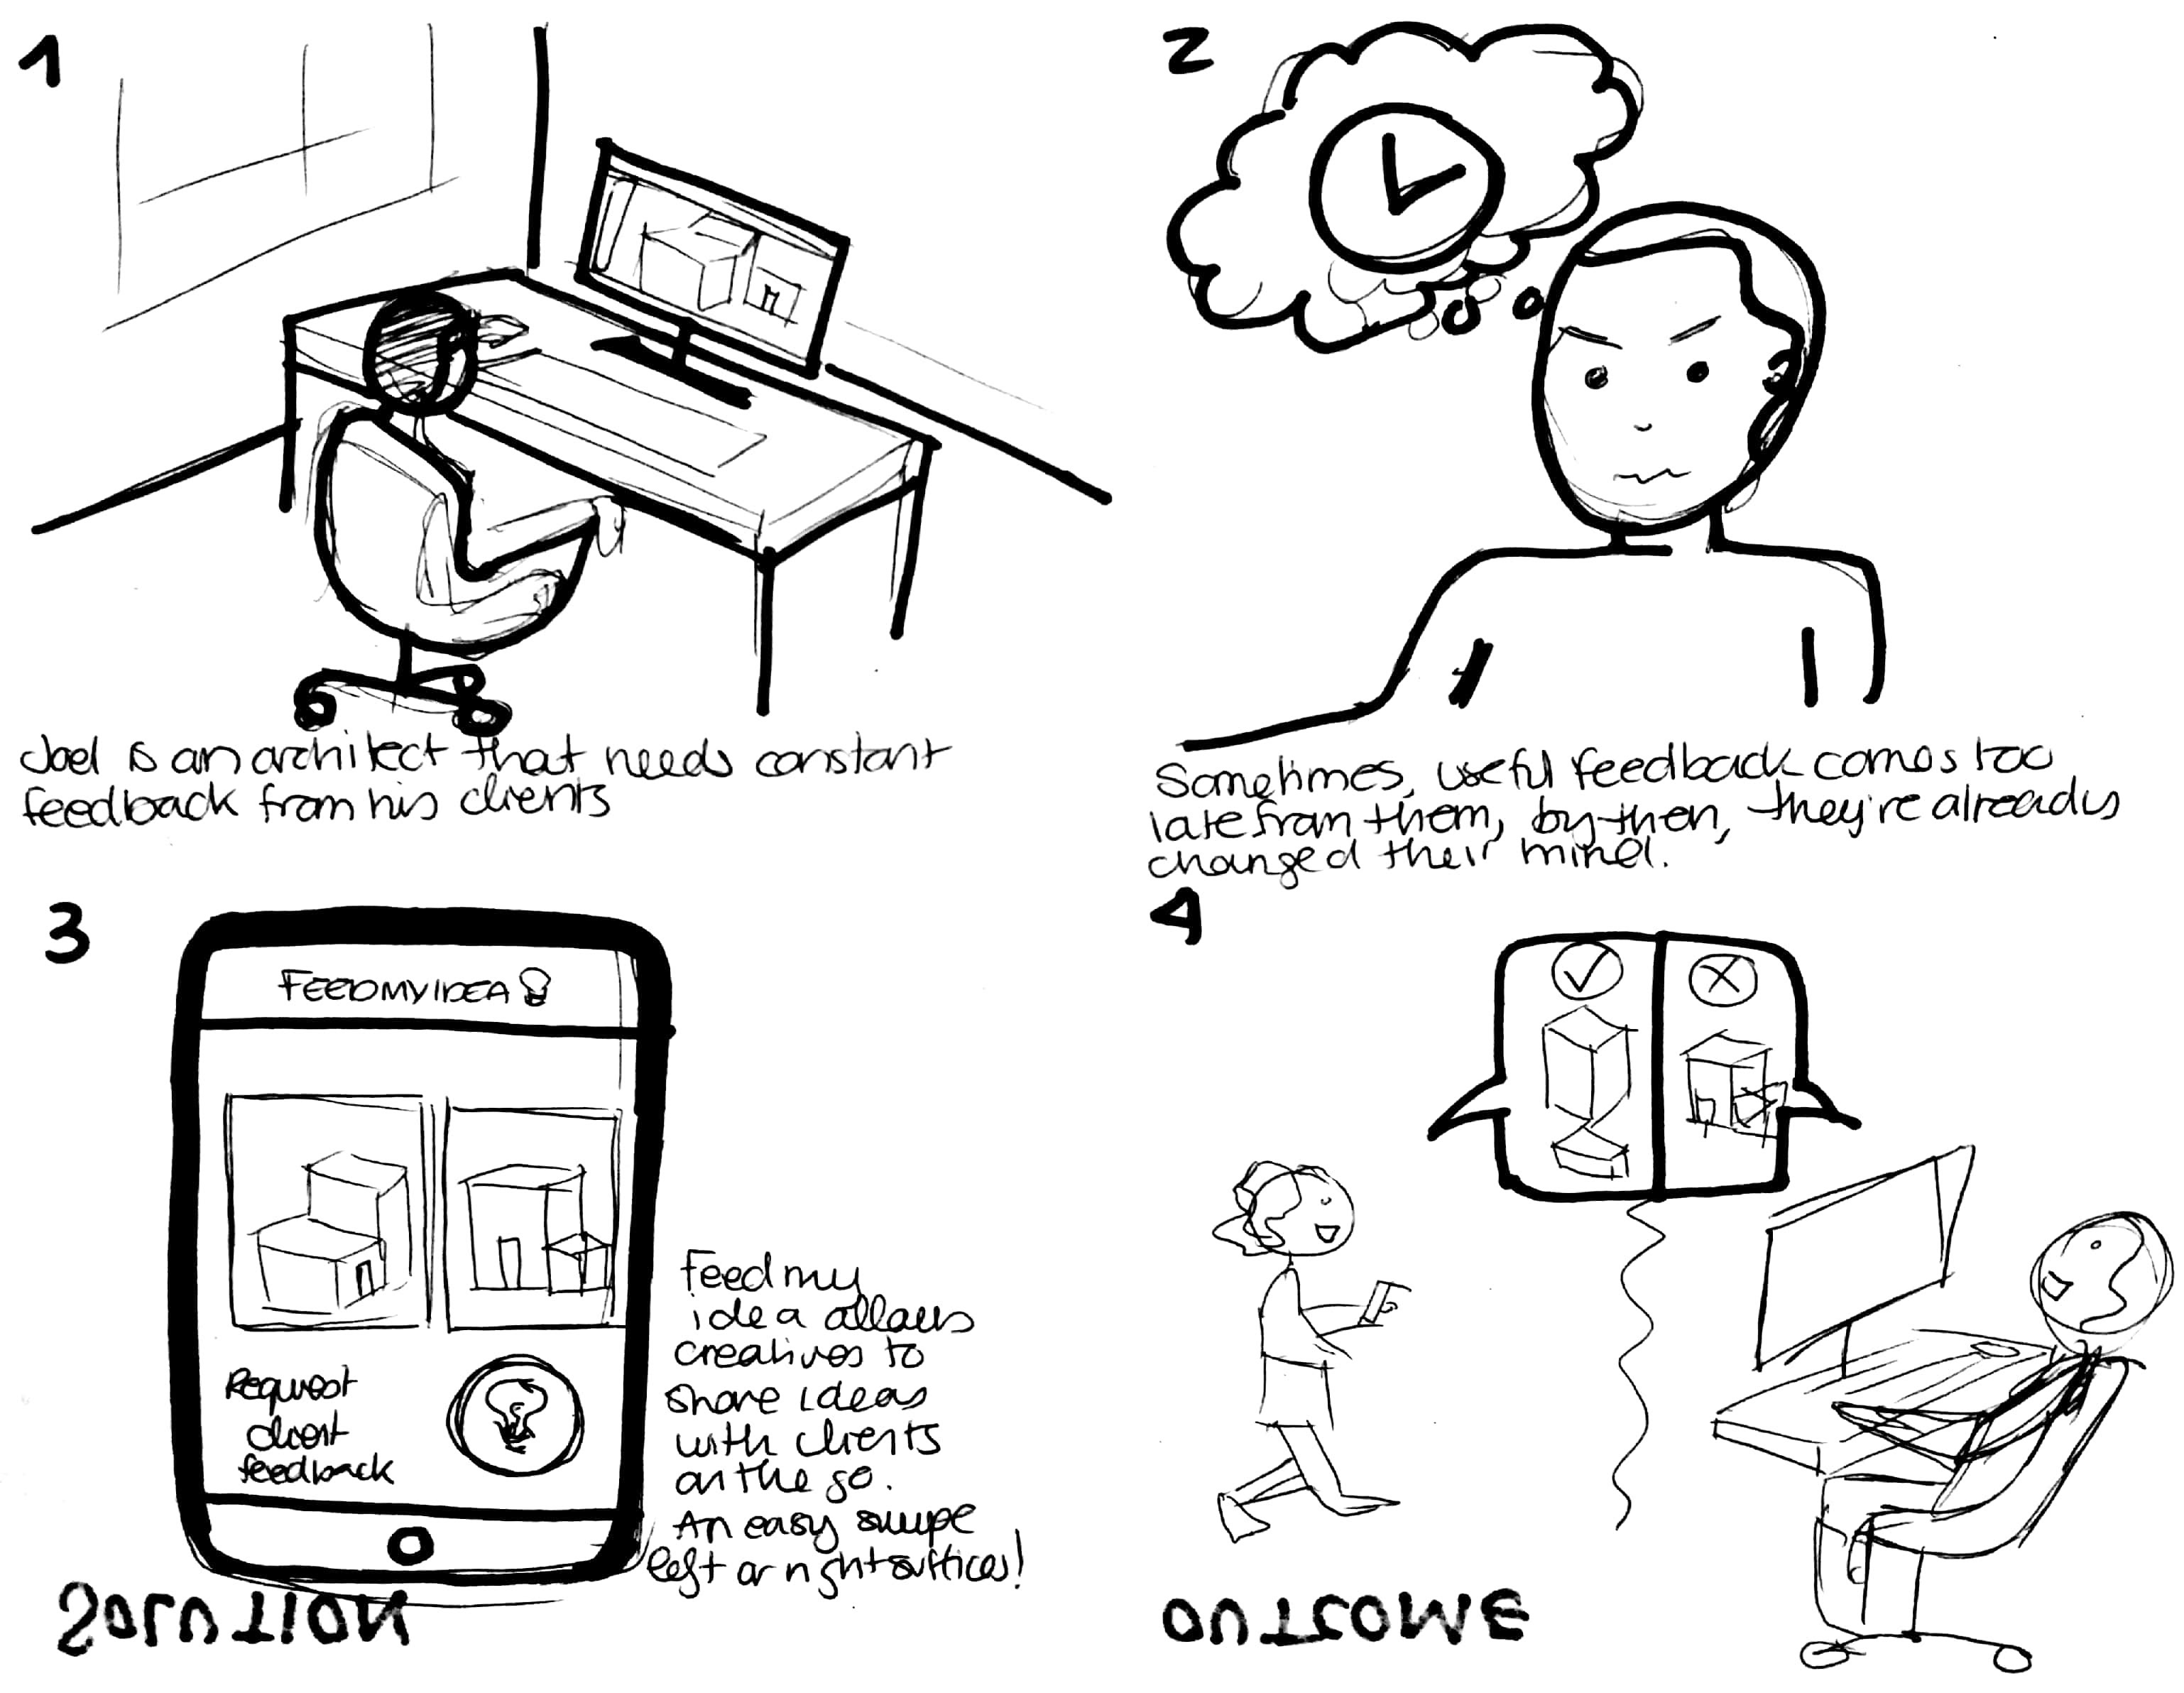 1
Joel is an architect that needs constant
feedback from his clients
2
Sometimes, useful feedback comes too
late from them, by then, they're already
changed their mind.
3
FEEDMYIDEA
Request
client
feedback
Feed my
idea allows
creatives to
share ideas
with clients
on the go.
An easy swipe
left or right suffices!
SOLUTION
4
OUTCOME